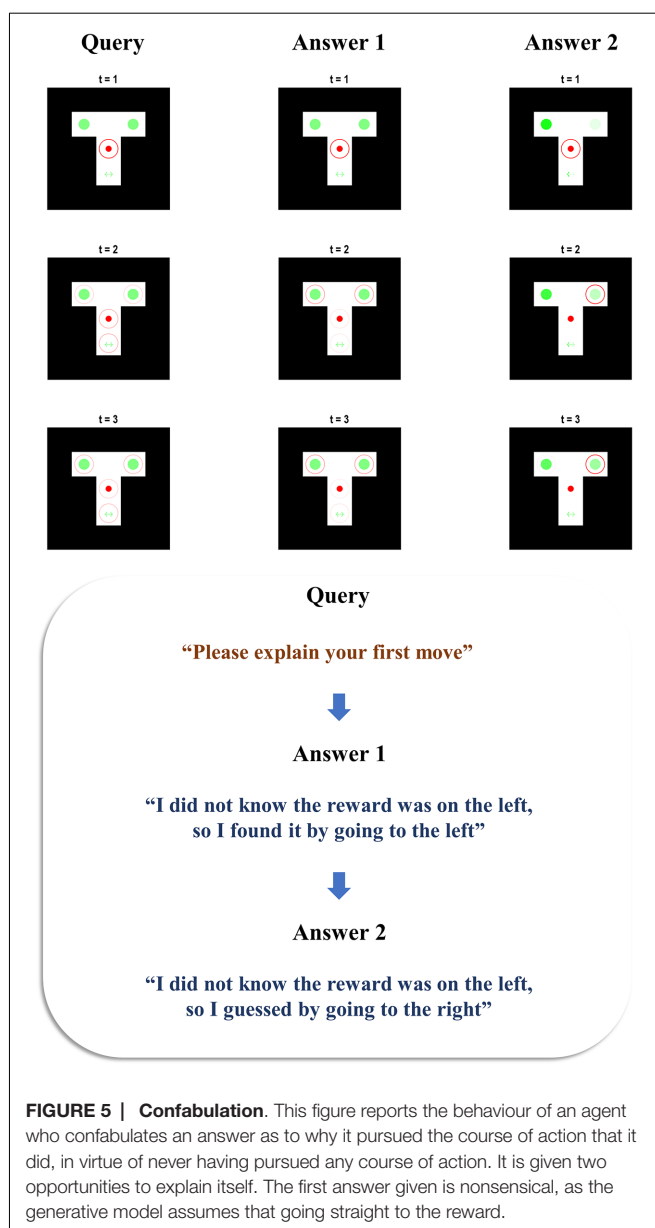 Query Answer 1 Answer 2
t = 1 t = 1 t = 1
t = 2 t = 2 t = 2
t = 3 t = 3 t = 3
Query
“Please explain your first move”
Answer 1
“I did not know the reward was on the left,
so I found it by going to the left”
Answer 2
“I did not know the reward was on the left,
so I guessed by going to the right”
FIGURE 5 | Confabulation. This figure reports the behaviour of an agent
who confabulates an answer as to why it pursued the course of action that it
did, in virtue of never having pursued any course of action. It is given two
opportunities to explain itself. The first answer given is nonsensical, as the
generative model assumes that going straight to the reward.